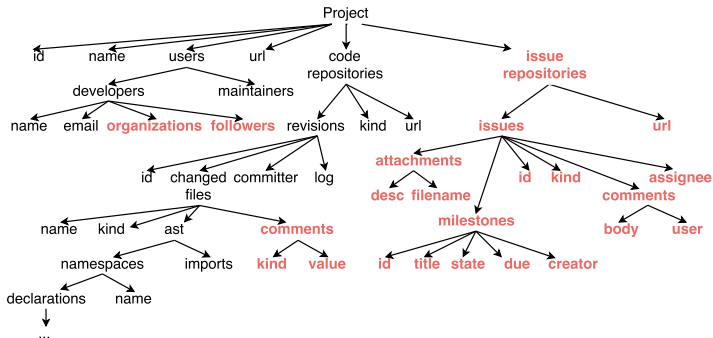 Project
id name users url code repositories issue repositories
developers maintainers
name email organizations followers revisions kind url issues url
attachments
id changed files committer log id kind assignee
desc filename comments
name kind ast comments milestones body user
namespaces imports kind value id title state due creator
declarations name
...